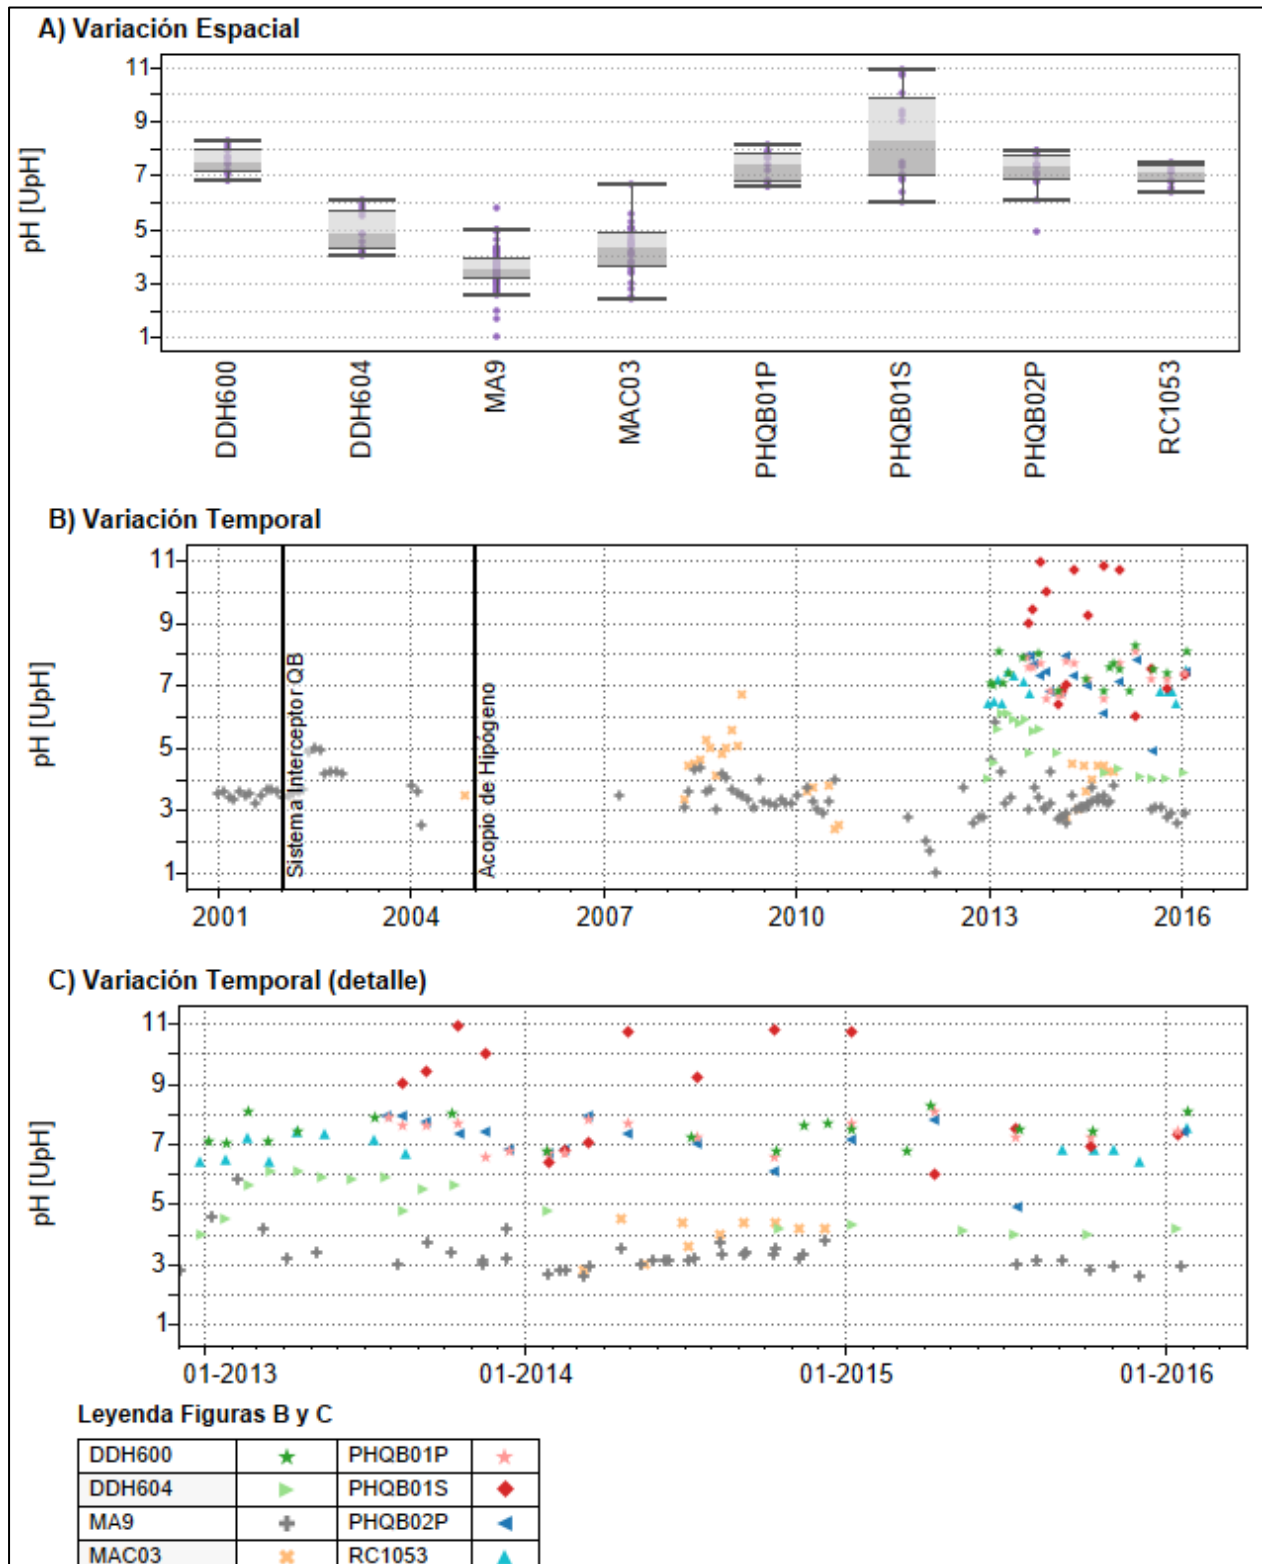 A) Variación Espacial
11
9
7
5
3
1
pH [UpH]
DDH600
DDH604
MA9
MAC03
PHQB01P
PHQB01S
PHQB02P
RC1053
B) Variación Temporal
11
9
7
5
3
1
pH [UpH]
Sistema Interceptor QB
Acopio de Hipógeno
2001 2004 2007 2010 2013 2016
C) Variación Temporal (detalle)
11
9
7
5
3
1
pH [UpH]
01-2013 01-2014 01-2015 01-2016
Leyenda Figuras B y C
DDH600 PHQB01P
DDH604 PHQB01S
MA9 PHQB02P
MAC03 RC1053